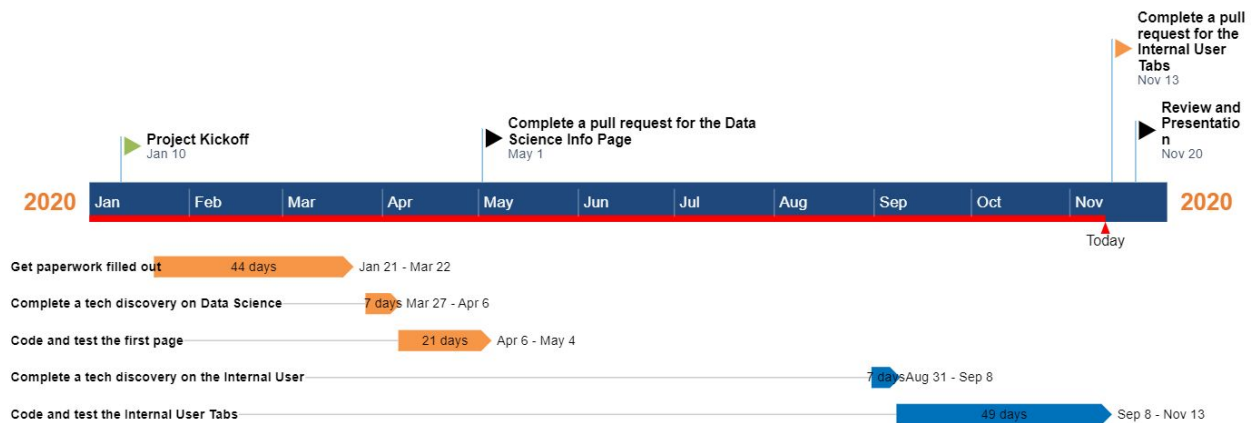 Complete a pull
request for the
Internal User
Tabs
Nov 13
Project Kickoff
Jan 10
Complete a pull request for the Data
Science Info Page
May 1
Review and
Presentatio
n
Nov 20
2020 Jan Feb Mar Apr May Jun Jul Aug Sep Oct Nov 2020
Today
Get paperwork filled out 44 days Jan 21 - Mar 22
Complete a tech discovery on Data Science 7 days Mar 27 - Apr 6
Code and test the first page 21 days Apr 6 - May 4
Complete a tech discovery on the Internal User 7 days Aug 31 - Sep 8
Code and test the Internal User Tabs 49 days Sep 8 - Nov 13